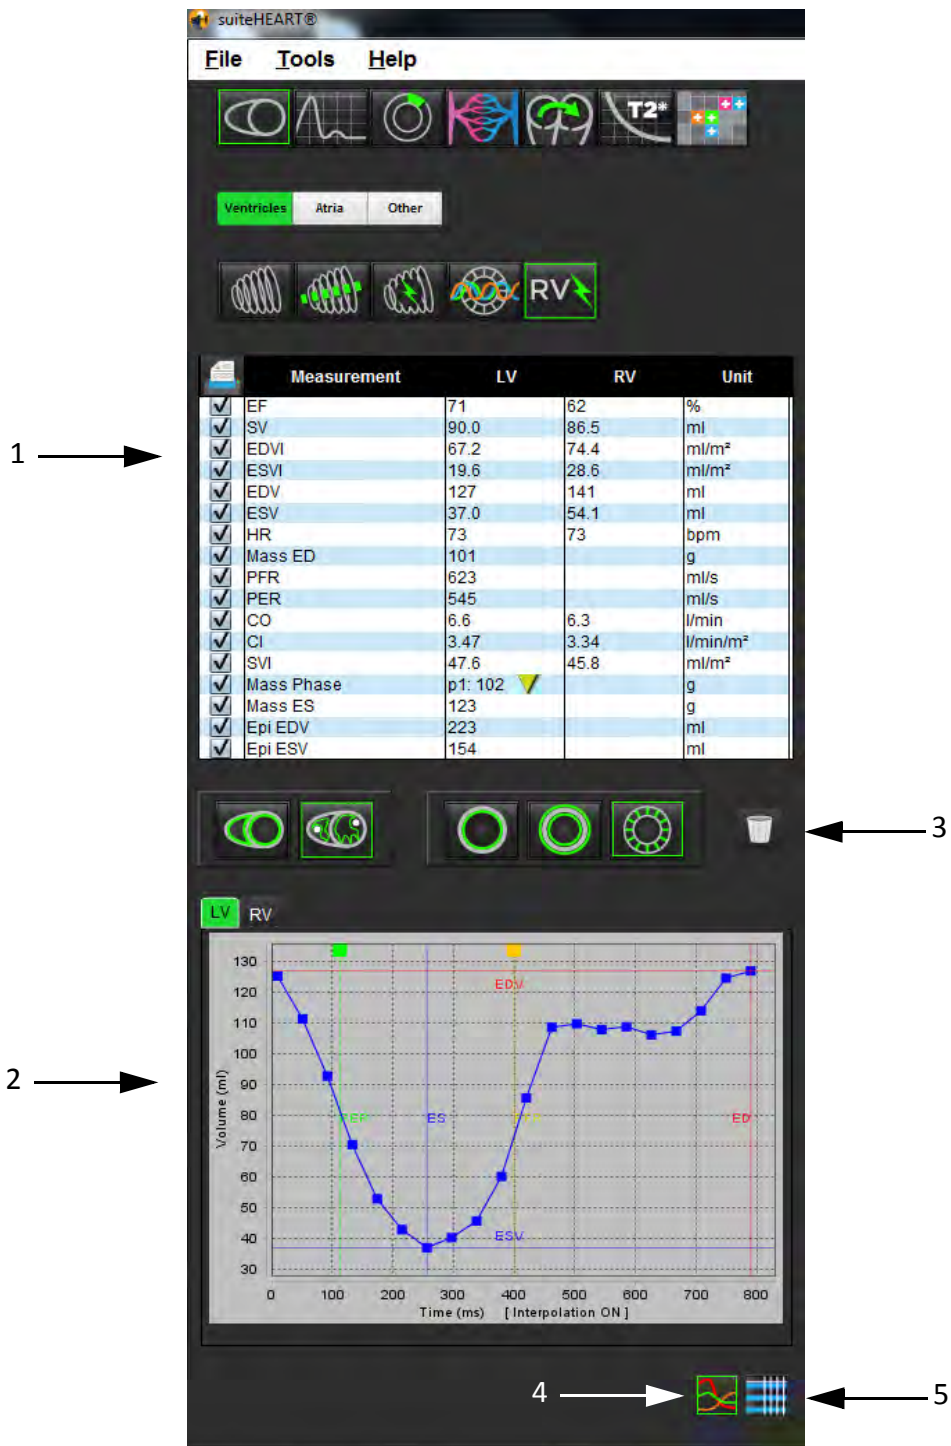 suiteHEART®
File Tools Help
T2*
Ventricles Atria Other
RV
Measurement LV RV Unit
EF 71 62 %
SV 90.0 86.5 ml
1
EDVI 67.2 74.4 ml/m²
ESVI 19.6 28.6 ml/m²
EDV 127 141 ml
ESV 37.0 54.1 ml
HR 73 73 bpm
Mass ED 101 g
PFR 623 ml/s
PER 545 ml/s
CO 6.6 6.3 l/min
CI 3.47 3.34 l/min/m²
SVI 47.6 45.8 ml/m²
Mass Phase p1: 102 g
Mass ES 123 g
Epi EDV 223 ml
Epi ESV 154 ml
3
LV RV
130
EDV
120
110
100
2
90
Volume (ml)
80 PER ES ED
70
60
50
40 ESV
30
0 100 200 300 400 500 600 700 800
Time (ms) [ Interpolation ON ]
4
5